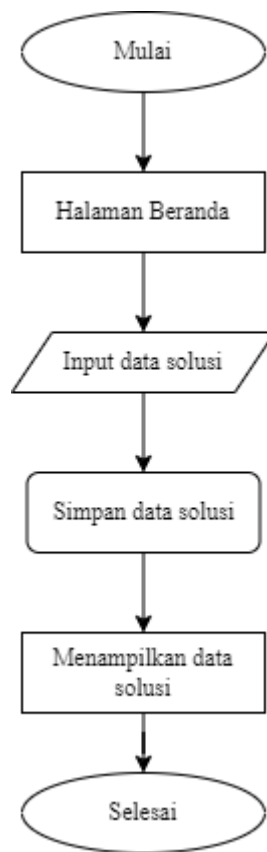 Mulai
Halaman Beranda
Input data solusi
Simpan data solusi
Menampilkan data
solusi
Selesai